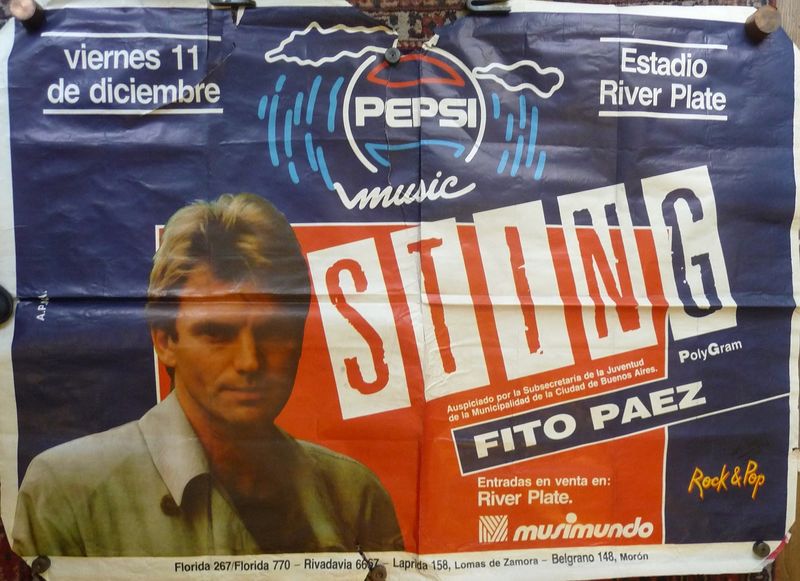 viernes 11
de diciembre
PEPSI
music
Estadio
River Plate
STING
PolyGram
Auspiciado por la Subsecretaría de la Juventud
de la Municipalidad de la Ciudad de Buenos Aires.
FITO PAEZ
Entradas en venta en:
River Plate.
musimundo
Rock & Pop
A.P.M.
Florida 267/Florida 770 – Rivadavia 6667 – Laprida 158, Lomas de Zamora – Belgrano 148, Morón